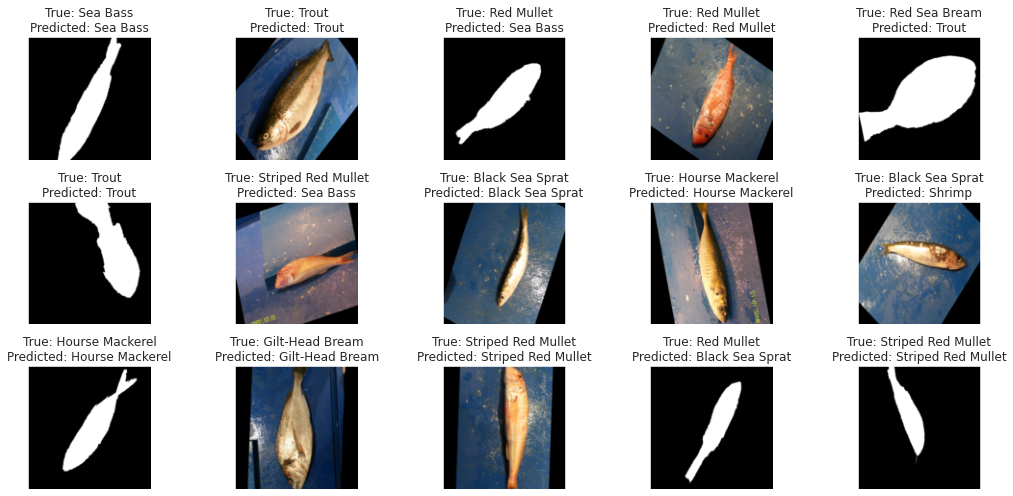 True: Sea Bass
Predicted: Sea Bass
True: Trout
Predicted: Trout
True: Red Mullet
Predicted: Sea Bass
True: Red Mullet
Predicted: Red Mullet
True: Red Sea Bream
Predicted: Trout
True: Trout
Predicted: Trout
True: Striped Red Mullet
Predicted: Sea Bass
True: Black Sea Sprat
Predicted: Black Sea Sprat
True: Hourse Mackerel
Predicted: Hourse Mackerel
True: Black Sea Sprat
Predicted: Shrimp
True: Hourse Mackerel
Predicted: Hourse Mackerel
True: Gilt-Head Bream
Predicted: Gilt-Head Bream
True: Striped Red Mullet
Predicted: Striped Red Mullet
True: Red Mullet
Predicted: Black Sea Sprat
True: Striped Red Mullet
Predicted: Striped Red Mullet